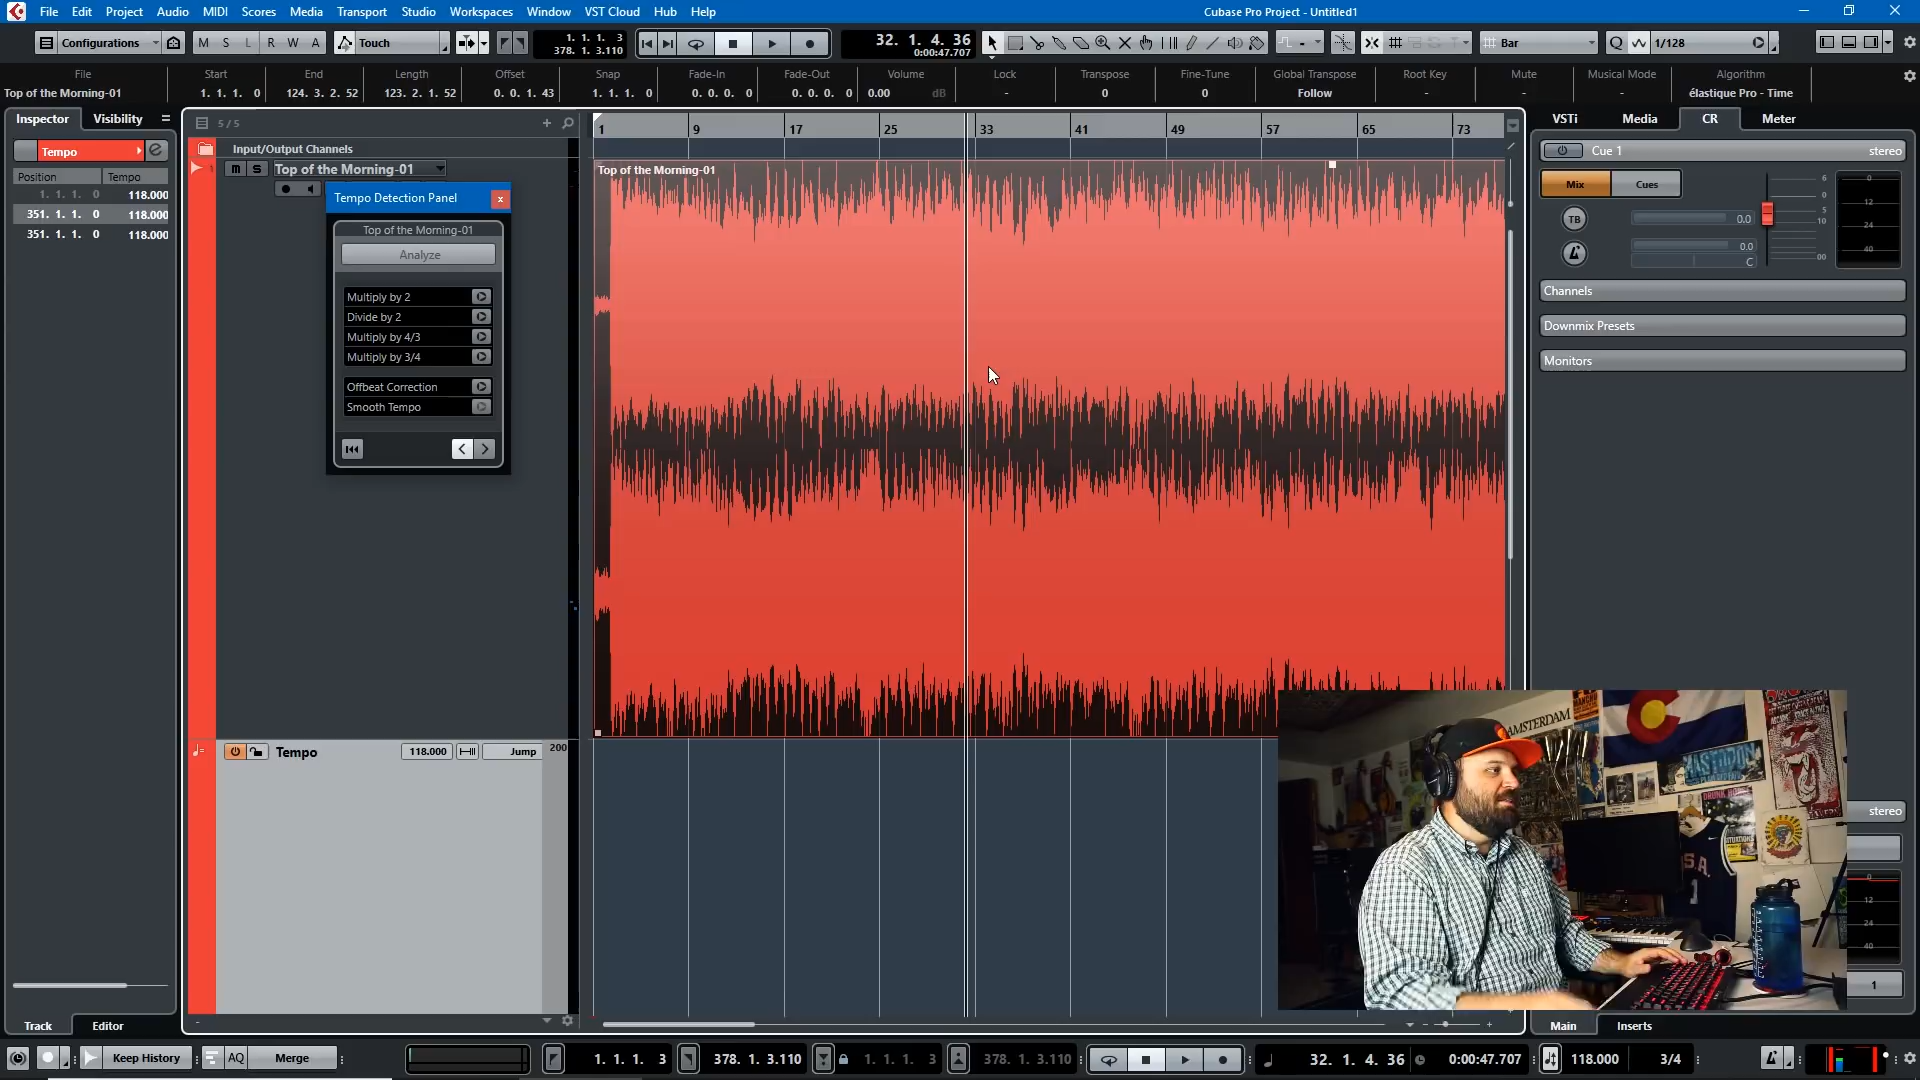 File Edit Project Audio MIDI Scores Media Transport Studio Workspaces Window VST Cloud Hub Help
Cubase Pro Project - Untitled1
Configurations M S L R W A Touch
1. 1. 1. 3
378. 1. 3.110
32. 1. 4. 36
0:00:47.707
Bar
Q 1/128
File Start End Length Offset Snap Fade-In Fade-Out Volume Lock Transpose Fine-Tune Global Transpose Root Key Mute Musical Mode Algorithm
Top of the Morning-01 1. 1. 1. 0 124. 3. 2. 52 123. 2. 1. 52 0. 0. 1. 43 1. 1. 1. 0 0. 0. 0. 0 0. 0. 0. 0 0.00 dB - 0 0 Follow - - - élastique Pro - Time
Inspector Visibility
Tempo
Position Tempo
1. 1. 1. 0 118.000
351. 1. 1. 0 118.000
351. 1. 1. 0 118.000
5 / 5
1 9 17 25 33 41 49 57 65 73
Input/Output Channels
m S Top of the Morning-01
Tempo Detection Panel x
Top of the Morning-01
Analyze
Multiply by 2
Divide by 2
Multiply by 4/3
Multiply by 3/4
Offbeat Correction
Smooth Tempo
Top of the Morning-01
VSTi Media CR Meter
Cue 1 stereo
Mix Cues
TB 0.0
0.0
C
6
0
5
10
00
0
12
24
40
Channels
Downmix Presets
Monitors
Tempo 118.000 Jump 200
AMSTERDAM
MASTODON
stereo
0
12
24
40
1
Track Editor
Main Inserts
Keep History AQ Merge
1. 1. 1. 3 378. 1. 3.110 1. 1. 1. 3 378. 1. 3.110
32. 1. 4. 36 0:00:47.707 118.000 3/4